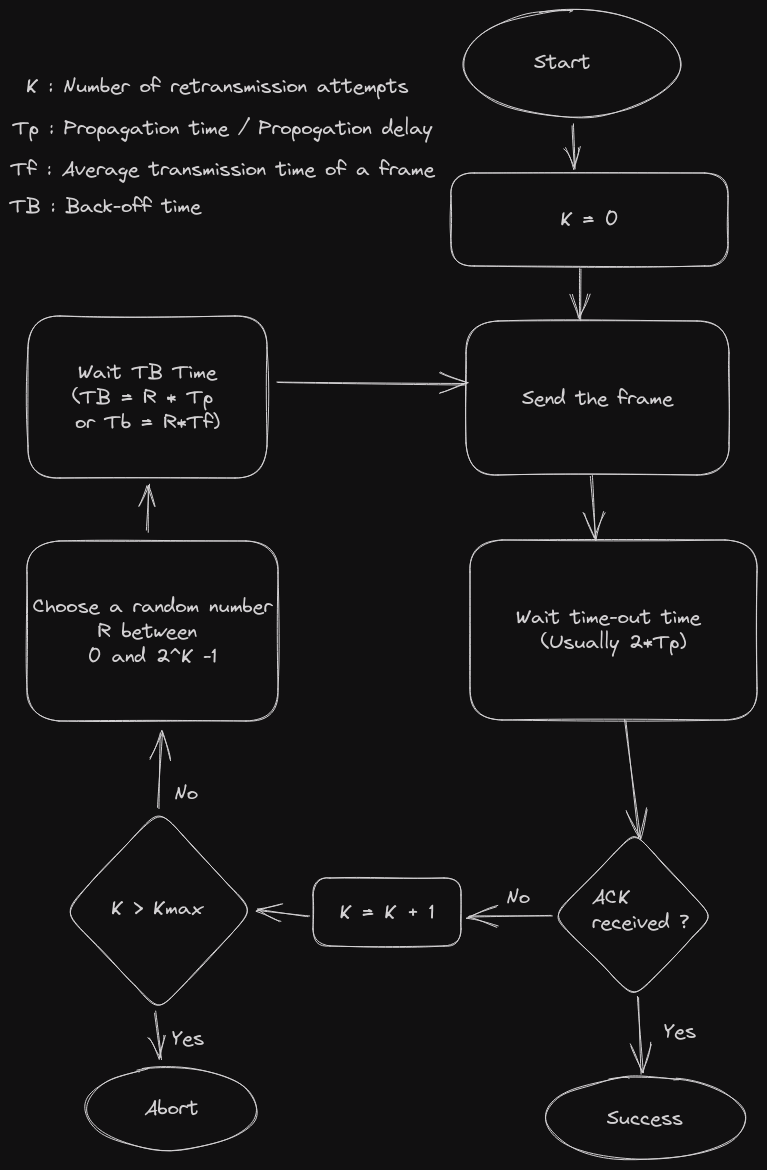 Start
K : Number of retransmission attempts
Tp : Propagation time / Propogation delay
Tf : Average transmission time of a frame
TB : Back-off time
K = 0
Send the frame
Wait time-out time
(Usually 2*Tp)
ACK
received ?
Yes
Success
No
K = K + 1
K > Kmax
Yes
Abort
No
Choose a random number
R between
0 and 2^K -1
Wait TB Time
(TB = R * Tp
or Tb = R*Tf)